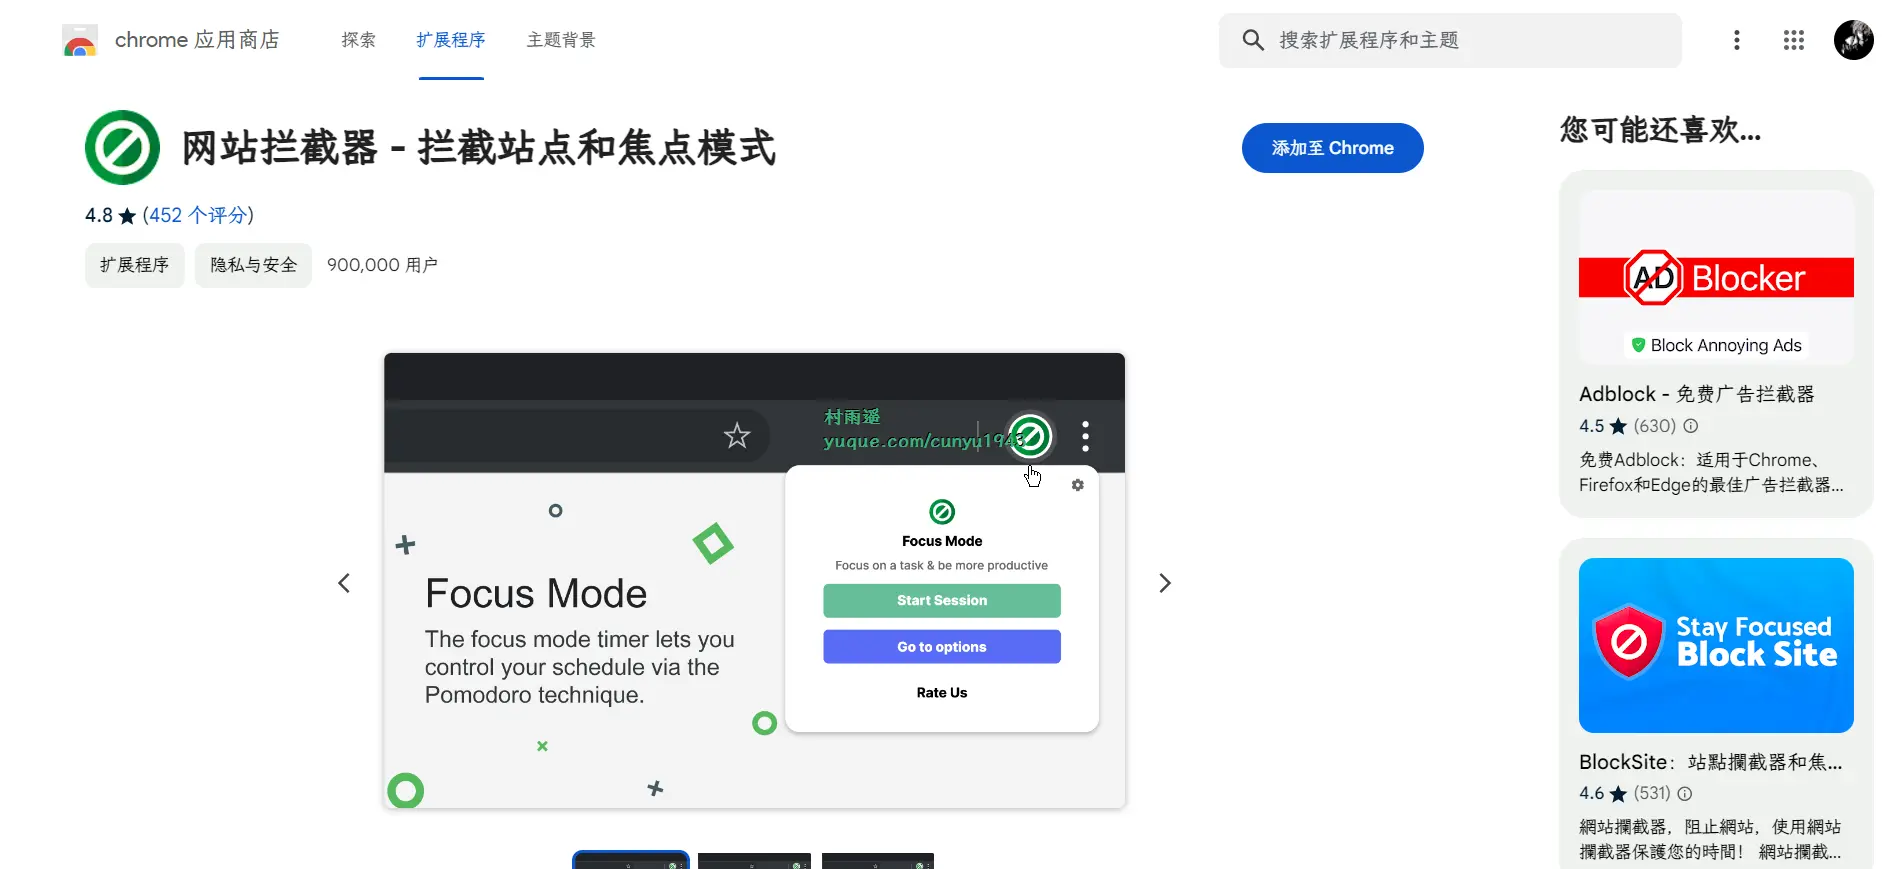 chrome 应用商店
探索
扩展程序
主题背景
搜索扩展程序和主题
网站拦截器 - 拦截站点和焦点模式
添加至 Chrome
4.8 ★ (452 个评分)
扩展程序
隐私与安全
900,000 用户
村雨遥
yuque.com/cunyu1943
Focus Mode
Focus on a task & be more productive
Start Session
Go to options
Rate Us
Focus Mode
The focus mode timer lets you
control your schedule via the
Pomodoro technique.
您可能还喜欢...
AD Blocker
Block Annoying Ads
Adblock - 免费广告拦截器
4.5 ★ (630)
免费Adblock：适用于Chrome、
Firefox和Edge的最佳广告拦截器...
Stay Focused
Block Site
BlockSite：站點攔截器和焦...
4.6 ★ (531)
網站攔截器，阻止網站，使用網站
攔截器保護您的時間！ 網站攔截...